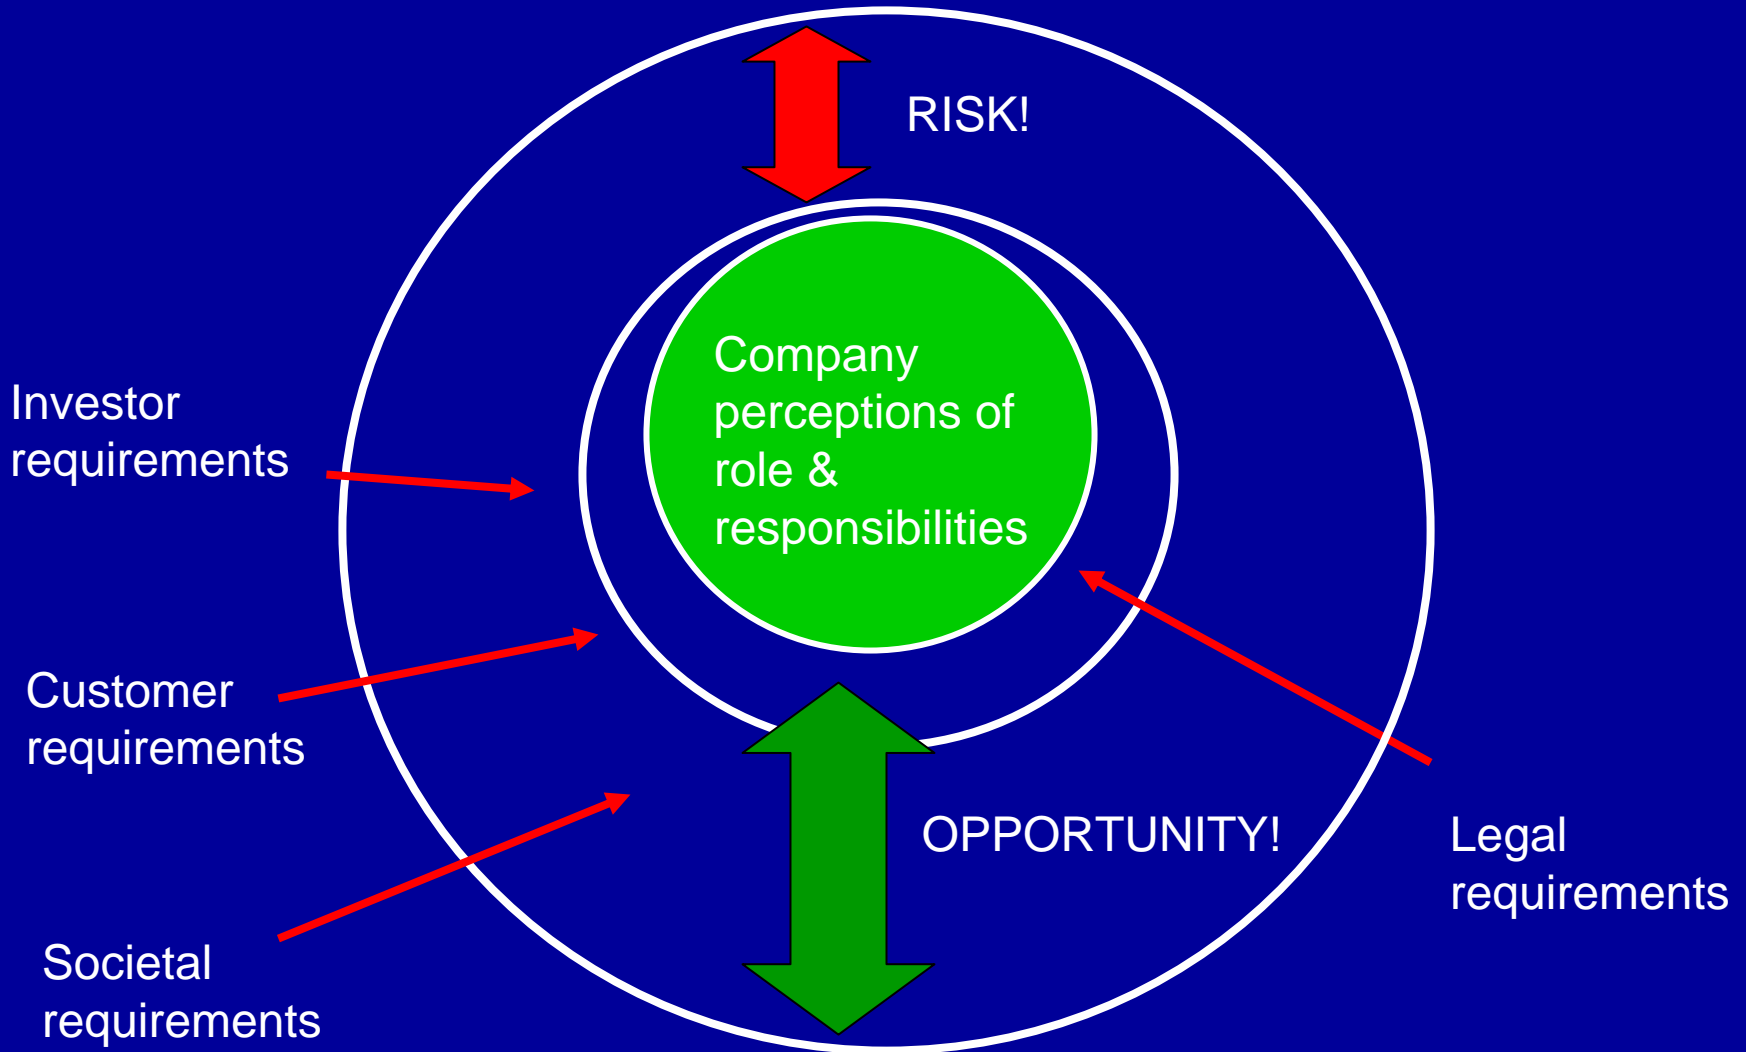 RISK!
Company
perceptions of
role &
responsibilities
Investor
requirements
Customer
requirements
OPPORTUNITY!
Legal
requirements
Societal
requirements